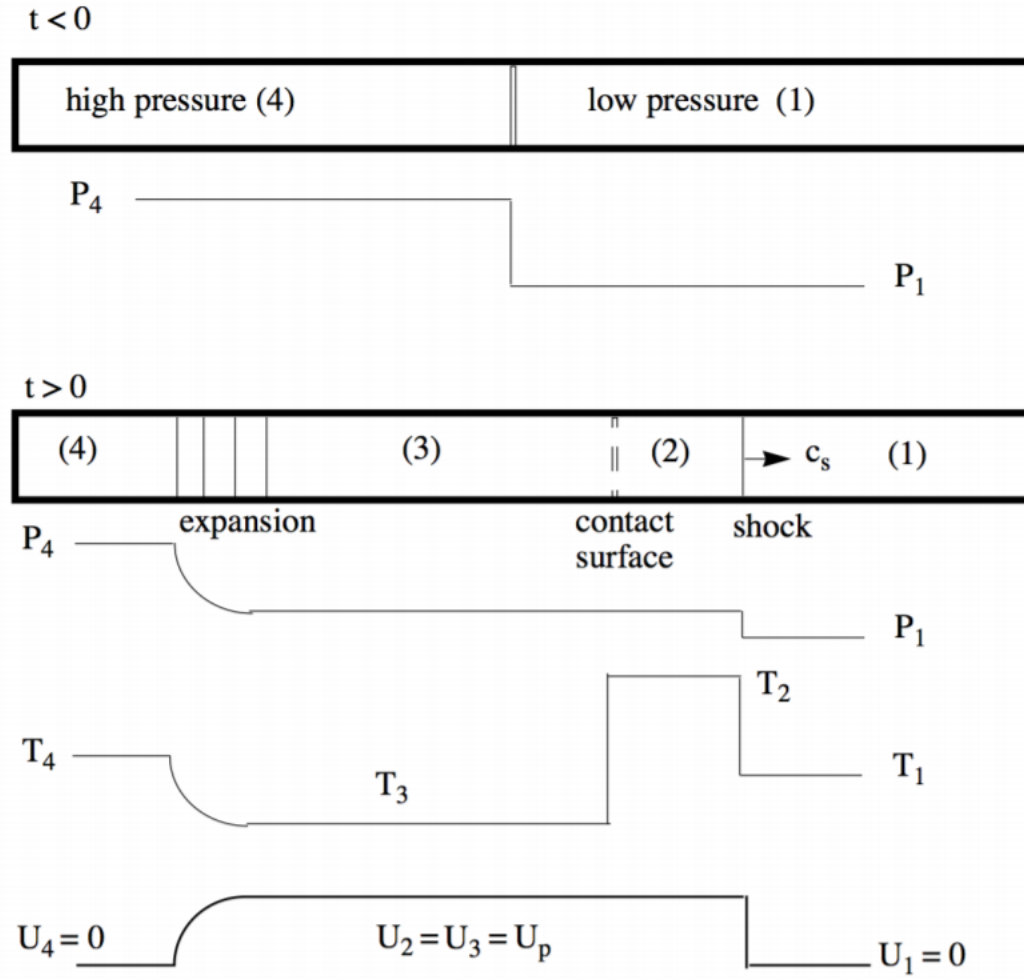 t < 0
high pressure (4) low pressure (1)
P₄
P₁
t > 0
(4) (3) (2) cₛ (1)
expansion contact surface shock
P₄
P₁
T₂
T₄ T₁
T₃
U₄ = 0 U₂ = U₃ = Uₚ U₁ = 0